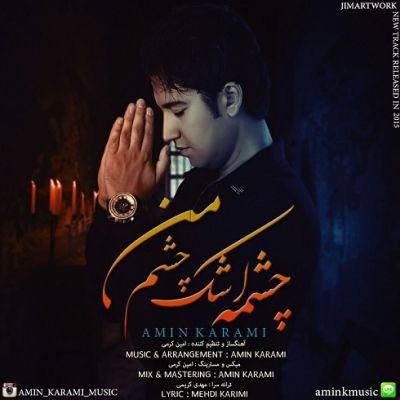 JIMARTWORK
NEW TRACK RELEASED IN 2015
چشمه اشک چشم من
AMIN KARAMI
آهنگساز و تنظیم کننده : امین کرمی
MUSIC & ARRANGEMENT : AMIN KARAMI
میکس و مسترینگ : امین کرمی
MIX & MASTERING : AMIN KARAMI
ترانه سرا : مهدی کریمی
LYRIC : MEHDI KARIMI
AMIN_KARAMI_MUSIC
aminkmusic
LINE